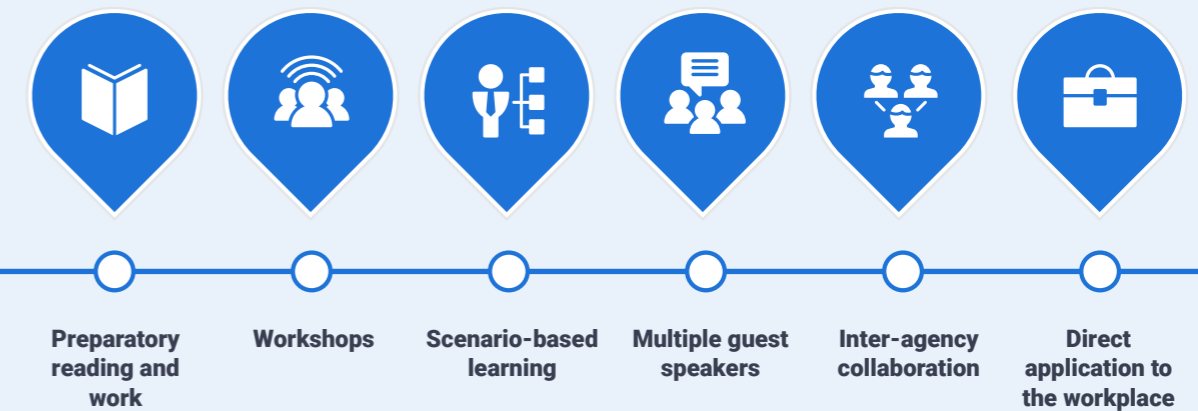 Preparatory
reading and
work
Workshops
Scenario-based
learning
Multiple guest
speakers
Inter-agency
collaboration
Direct
application to
the workplace